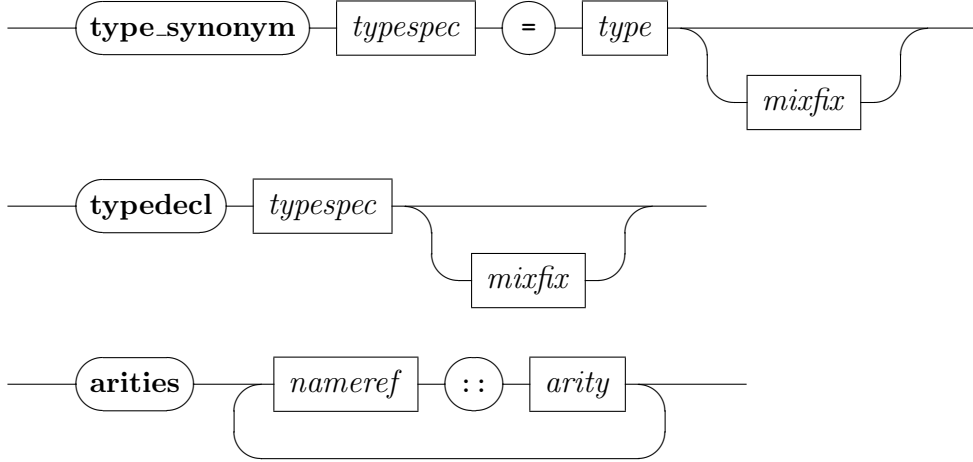 type_synonym typespec = type
mixfix
typedecl typespec
mixfix
arities nameref :: arity